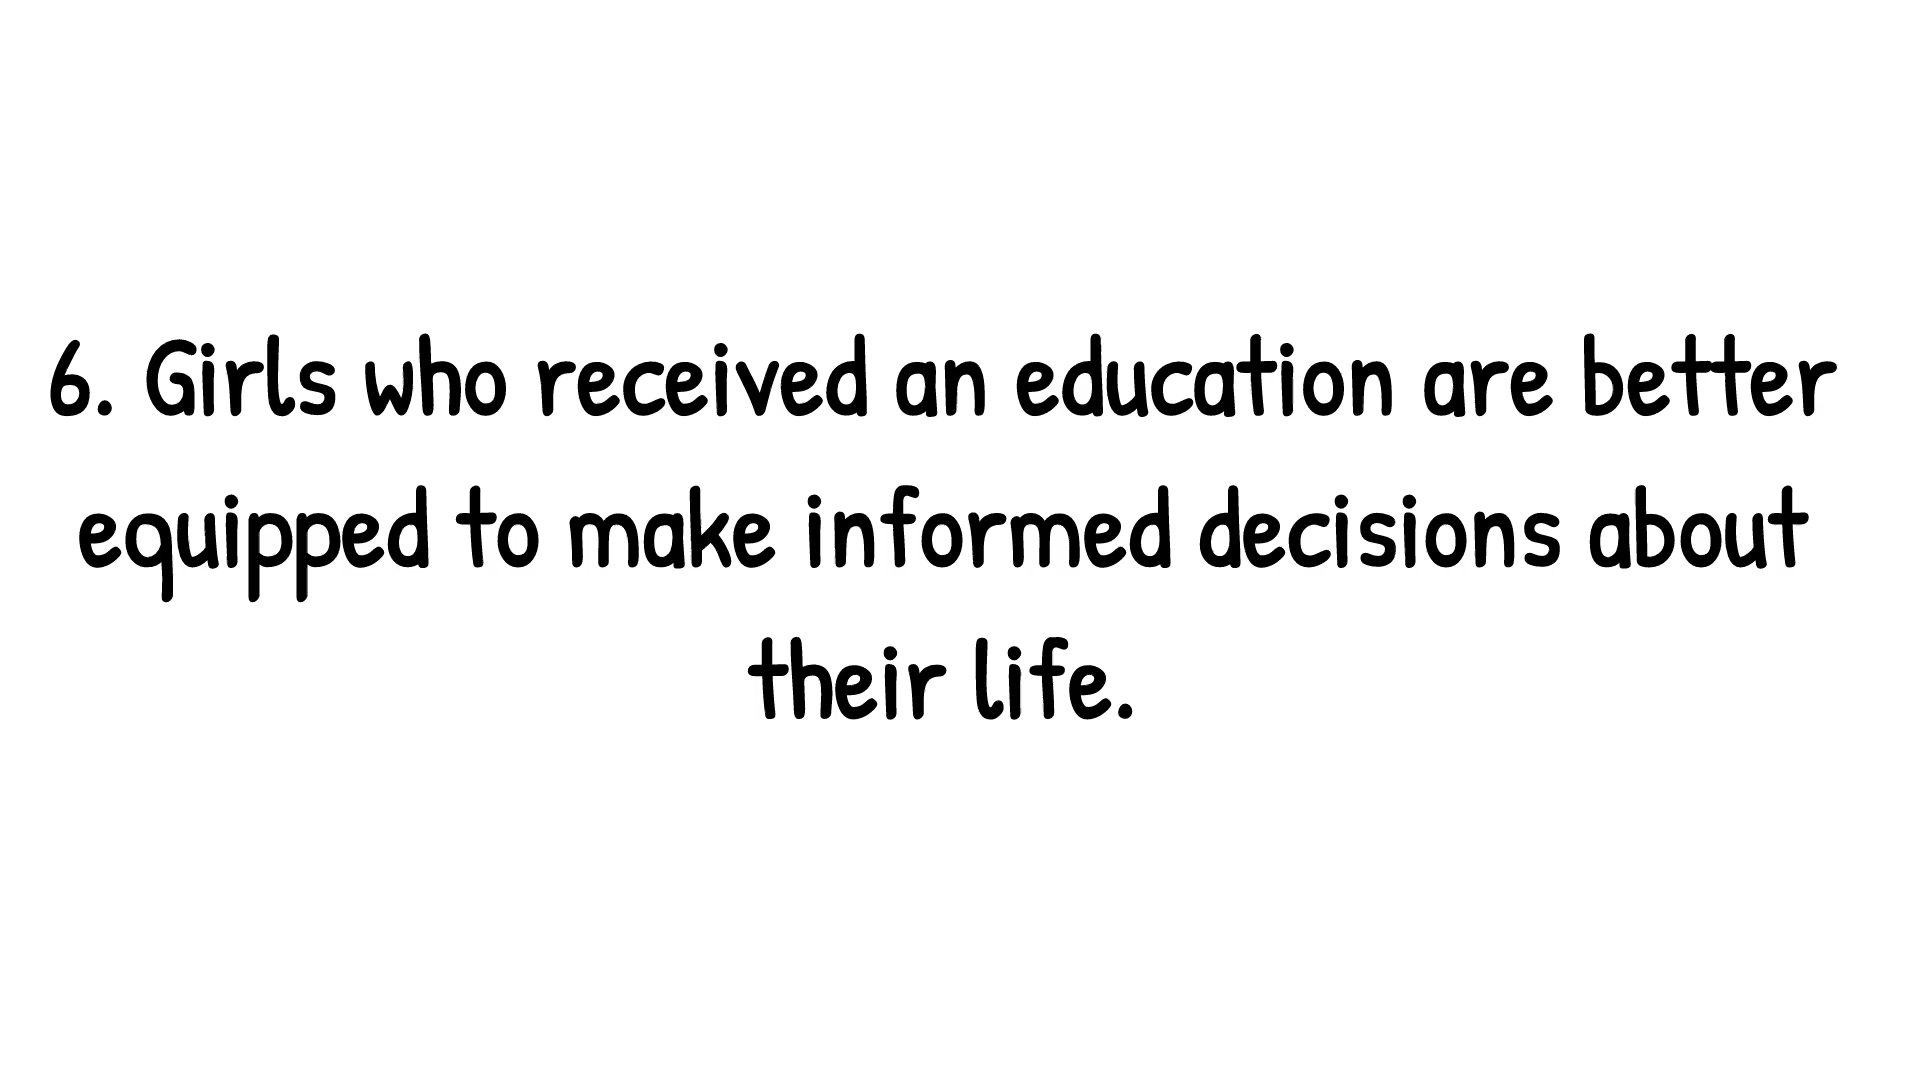 6. Girls who received an education are better
equipped to make informed decisions about
their life.